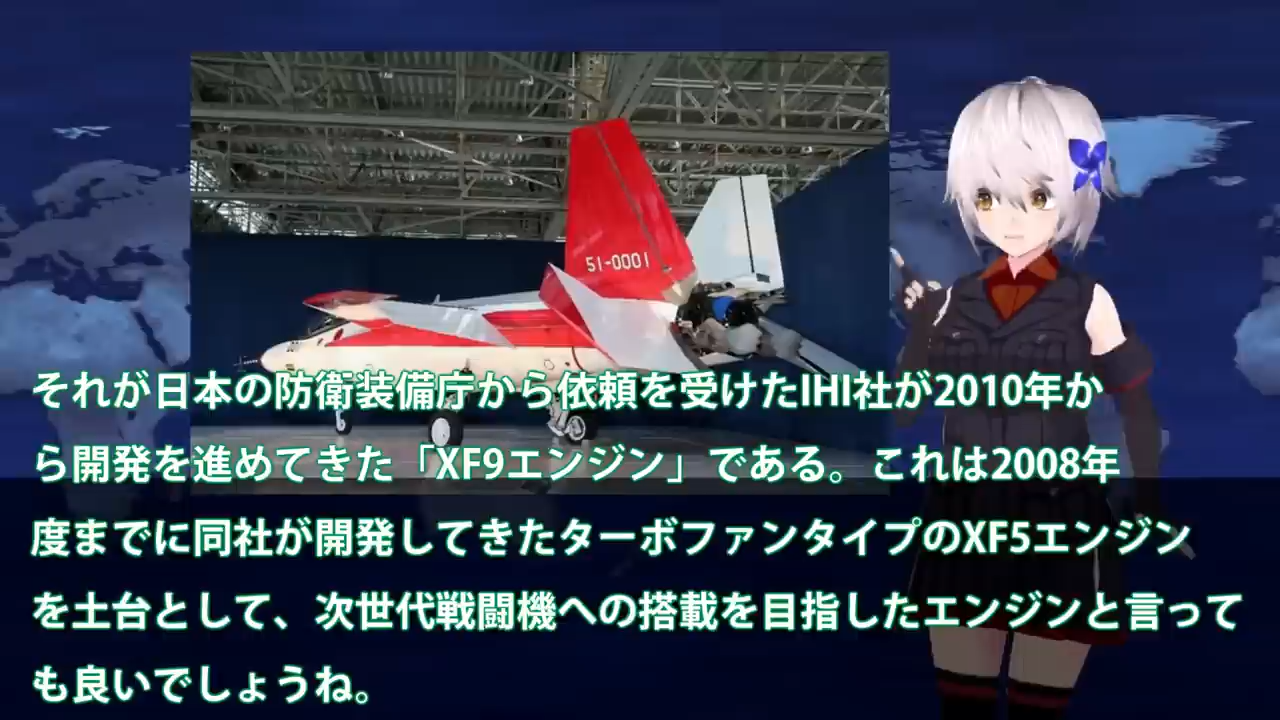 51-0001
それが日本の防衛装備庁から依頼を受けたIHI社が2010年か
ら開発を進めてきた「XF9エンジン」である。これは2008年
度までに同社が開発してきたターボファンタイプのXF5エンジン
を土台として、次世代戦闘機への搭載を目指したエンジンと言って
も良いでしょうね。